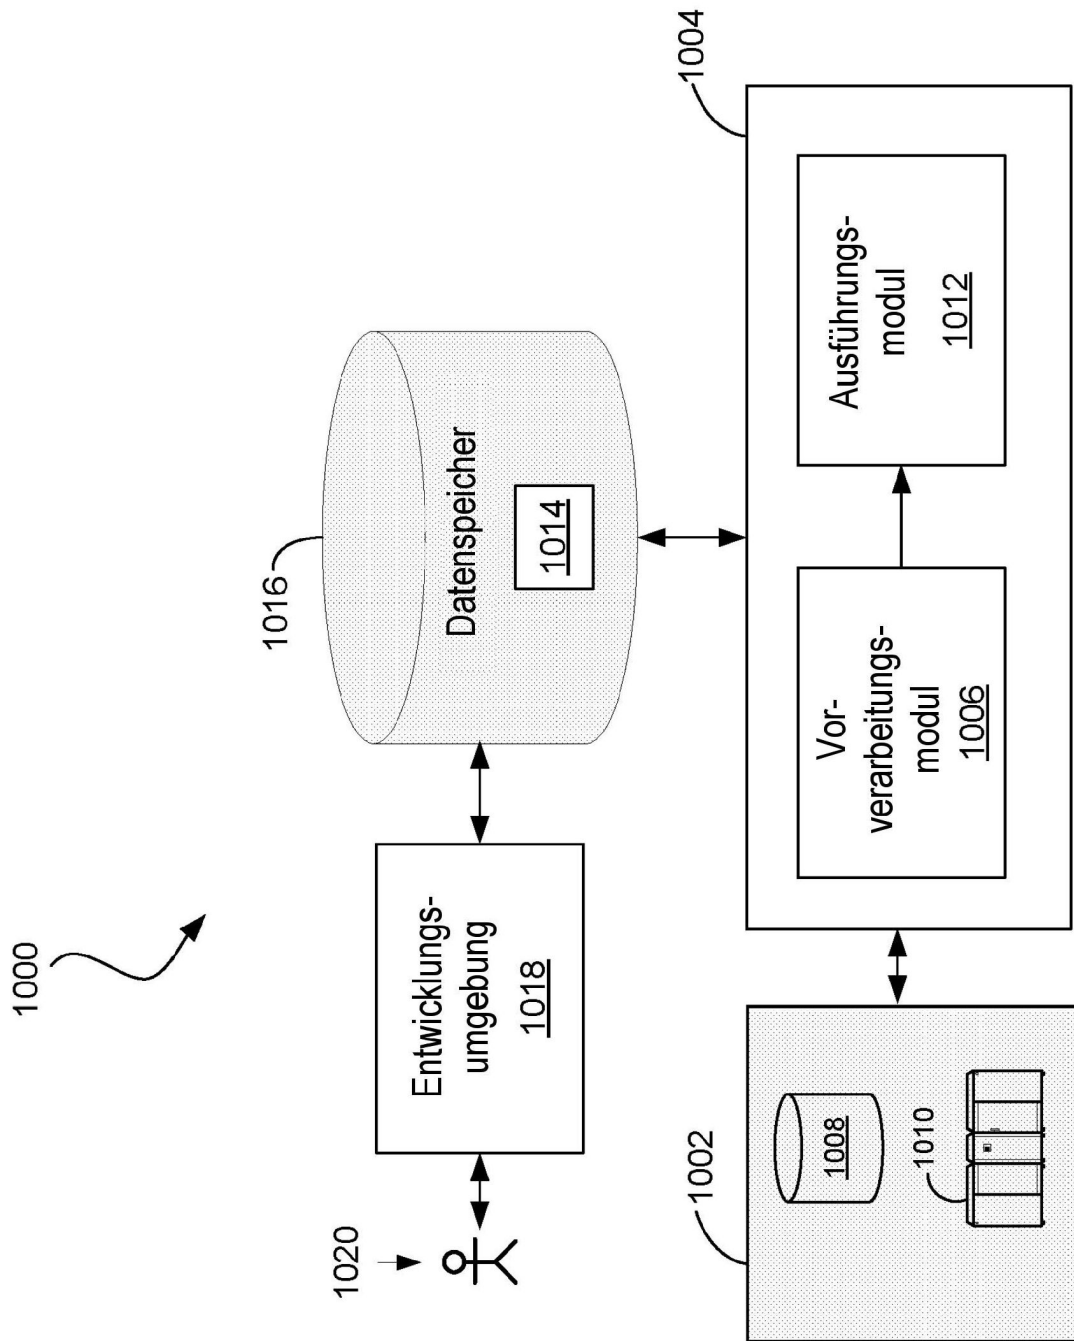 1000
1020
Entwicklungs-
umgebung
1018
1016
Datenspeicher
1014
1002
1008
1010
1004
Vor-
verarbeitungs-
modul
1006
Ausführungs-
modul
1012